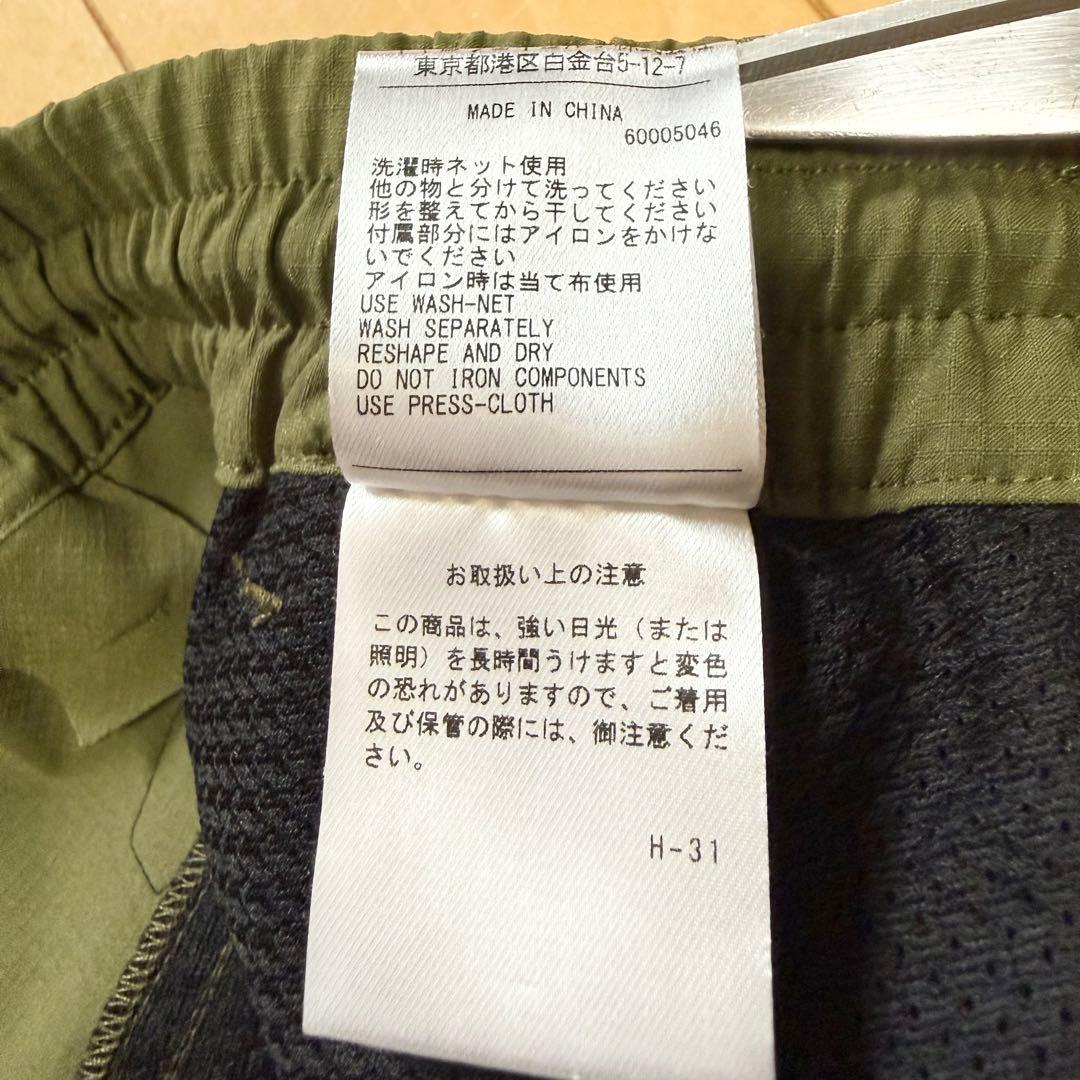 東京都港区白金台5-12-7
MADE IN CHINA
60005046
洗濯時ネット使用
他の物と分けて洗ってください
形を整えてから干してください
付属部分にはアイロンをかけな
いでください
アイロン時は当て布使用
USE WASH-NET
WASH SEPARATELY
RESHAPE AND DRY
DO NOT IRON COMPONENTS
USE PRESS-CLOTH
お取扱い上の注意
この商品は、強い日光（または
照明）を長時間うけますと変色
の恐れがありますので、ご着用
及び保管の際には、御注意くだ
さい。
H-31